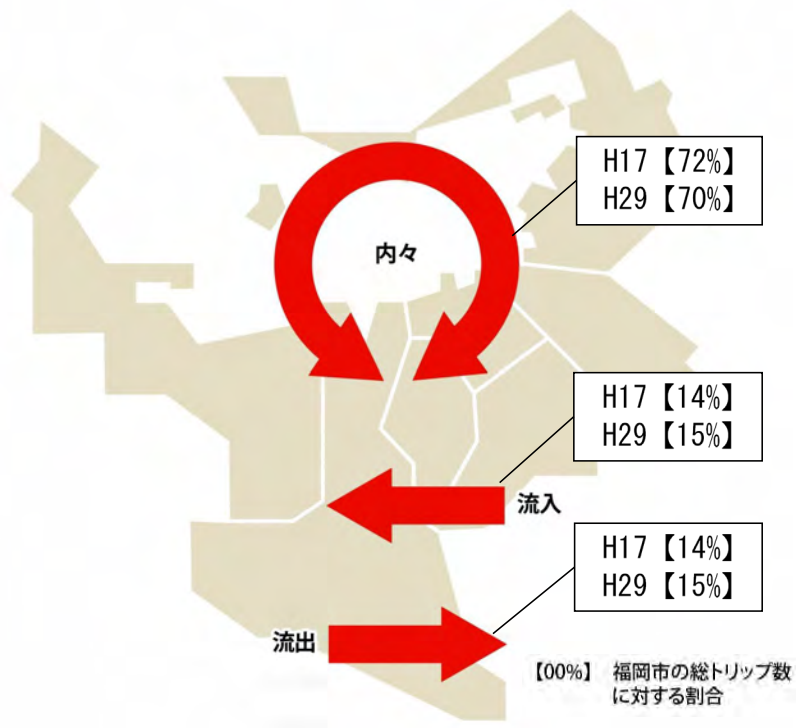 H17【72%】
H29【70%】
内々
H17【14%】
H29【15%】
流入
H17【14%】
H29【15%】
流出
【00%】 福岡市の総トリップ数
に対する割合